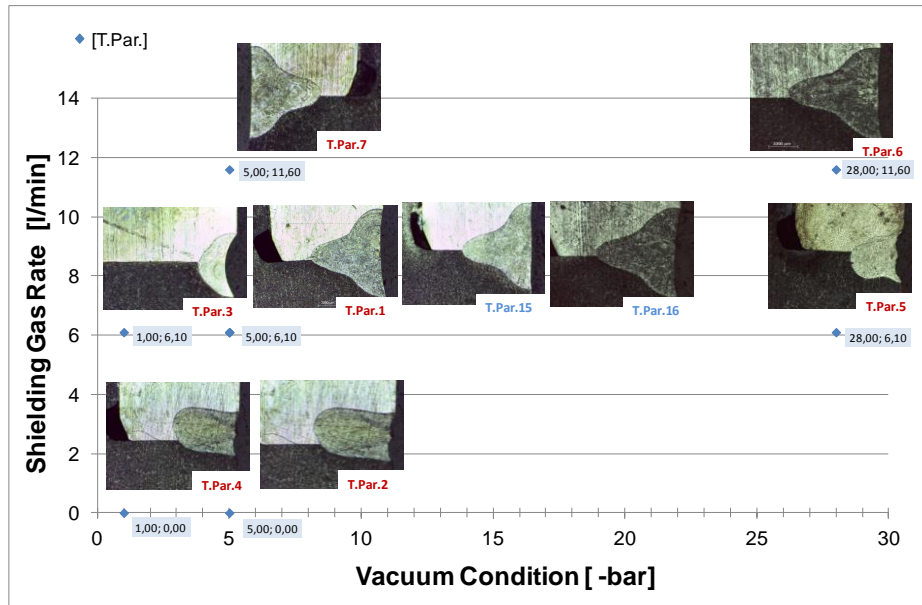 [T.Par.]
Shielding Gas Rate [l/min]
14
12
10
8
6
4
2
0
T.Par.7
T.Par.6
5,00; 11,60
28,00; 11,60
T.Par.3
T.Par.1
T.Par.15
T.Par.16
T.Par.5
1,00; 6,10
5,00; 6,10
28,00; 6,10
T.Par.4
T.Par.2
1,00; 0,00
5,00; 0,00
0 5 10 15 20 25 30
Vacuum Condition [ -bar]